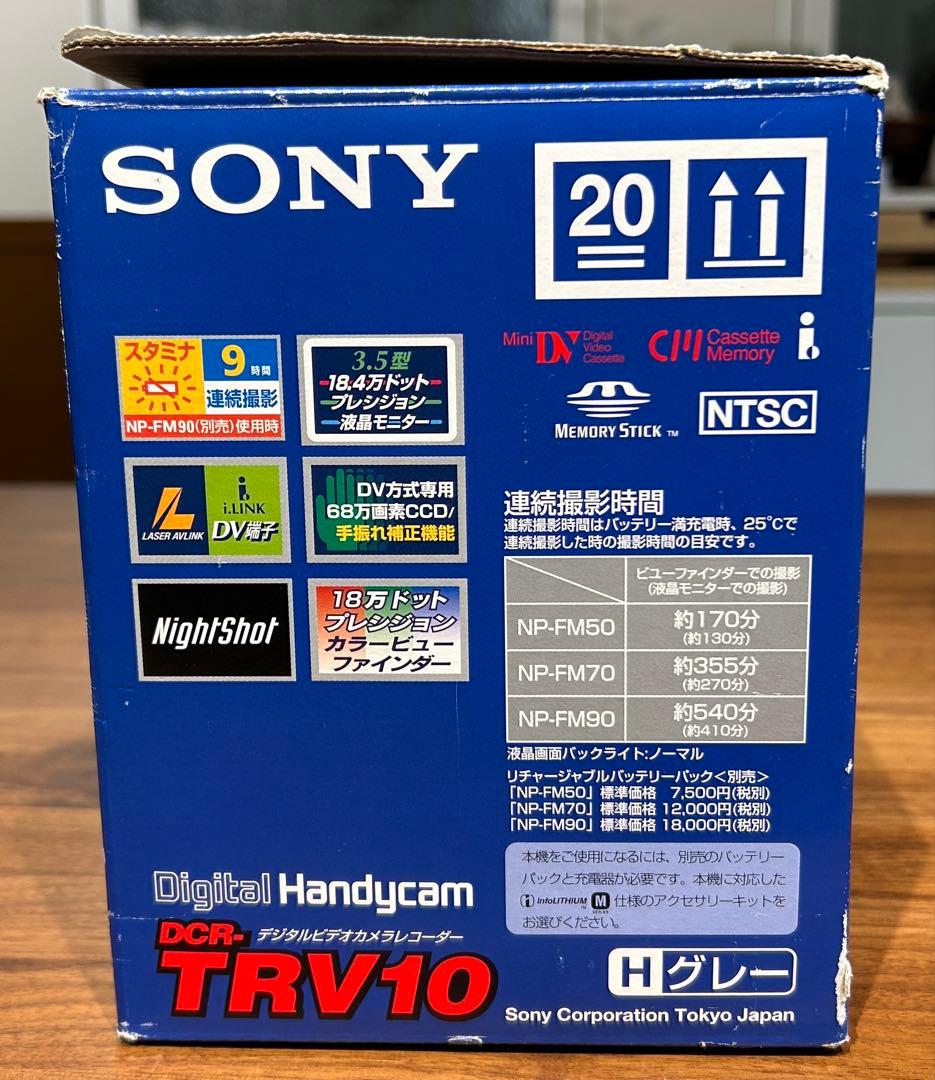 SONY
20
Mini DV Digital Video Cassette
CM Cassette Memory
i
MEMORY STICK TM
NTSC
スタミナ
9時間
連続撮影
NP-FM90(別売)使用時
3.5型
18.4万ドット
プレシジョン
液晶モニター
LASER AVLINK
i.LINK
DV端子
DV方式専用
68万画素CCD/
手振れ補正機能
NightShot
18万ドット
プレシジョン
カラービュー
ファインダー
連続撮影時間
連続撮影時間はバッテリー満充電時、25℃で
連続撮影した時の撮影時間の目安です。
ビューファインダーでの撮影
(液晶モニターでの撮影)
NP-FM50 約170分
(約130分)
NP-FM70 約355分
(約270分)
NP-FM90 約540分
(約410分)
液晶画面バックライト:ノーマル
リチャージャブルバッテリーパック<別売>
「NP-FM50」標準価格 7,500円(税別)
「NP-FM70」標準価格 12,000円(税別)
「NP-FM90」標準価格 18,000円(税別)
本機をご使用になるには、別売のバッテリー
パックと充電器が必要です。本機に対応した
InfoLITHIUM M 仕様のアクセサリーキットを
お選びください。
Digital Handycam
DCR- デジタルビデオカメラレコーダー
TRV10
H グレー
Sony Corporation Tokyo Japan